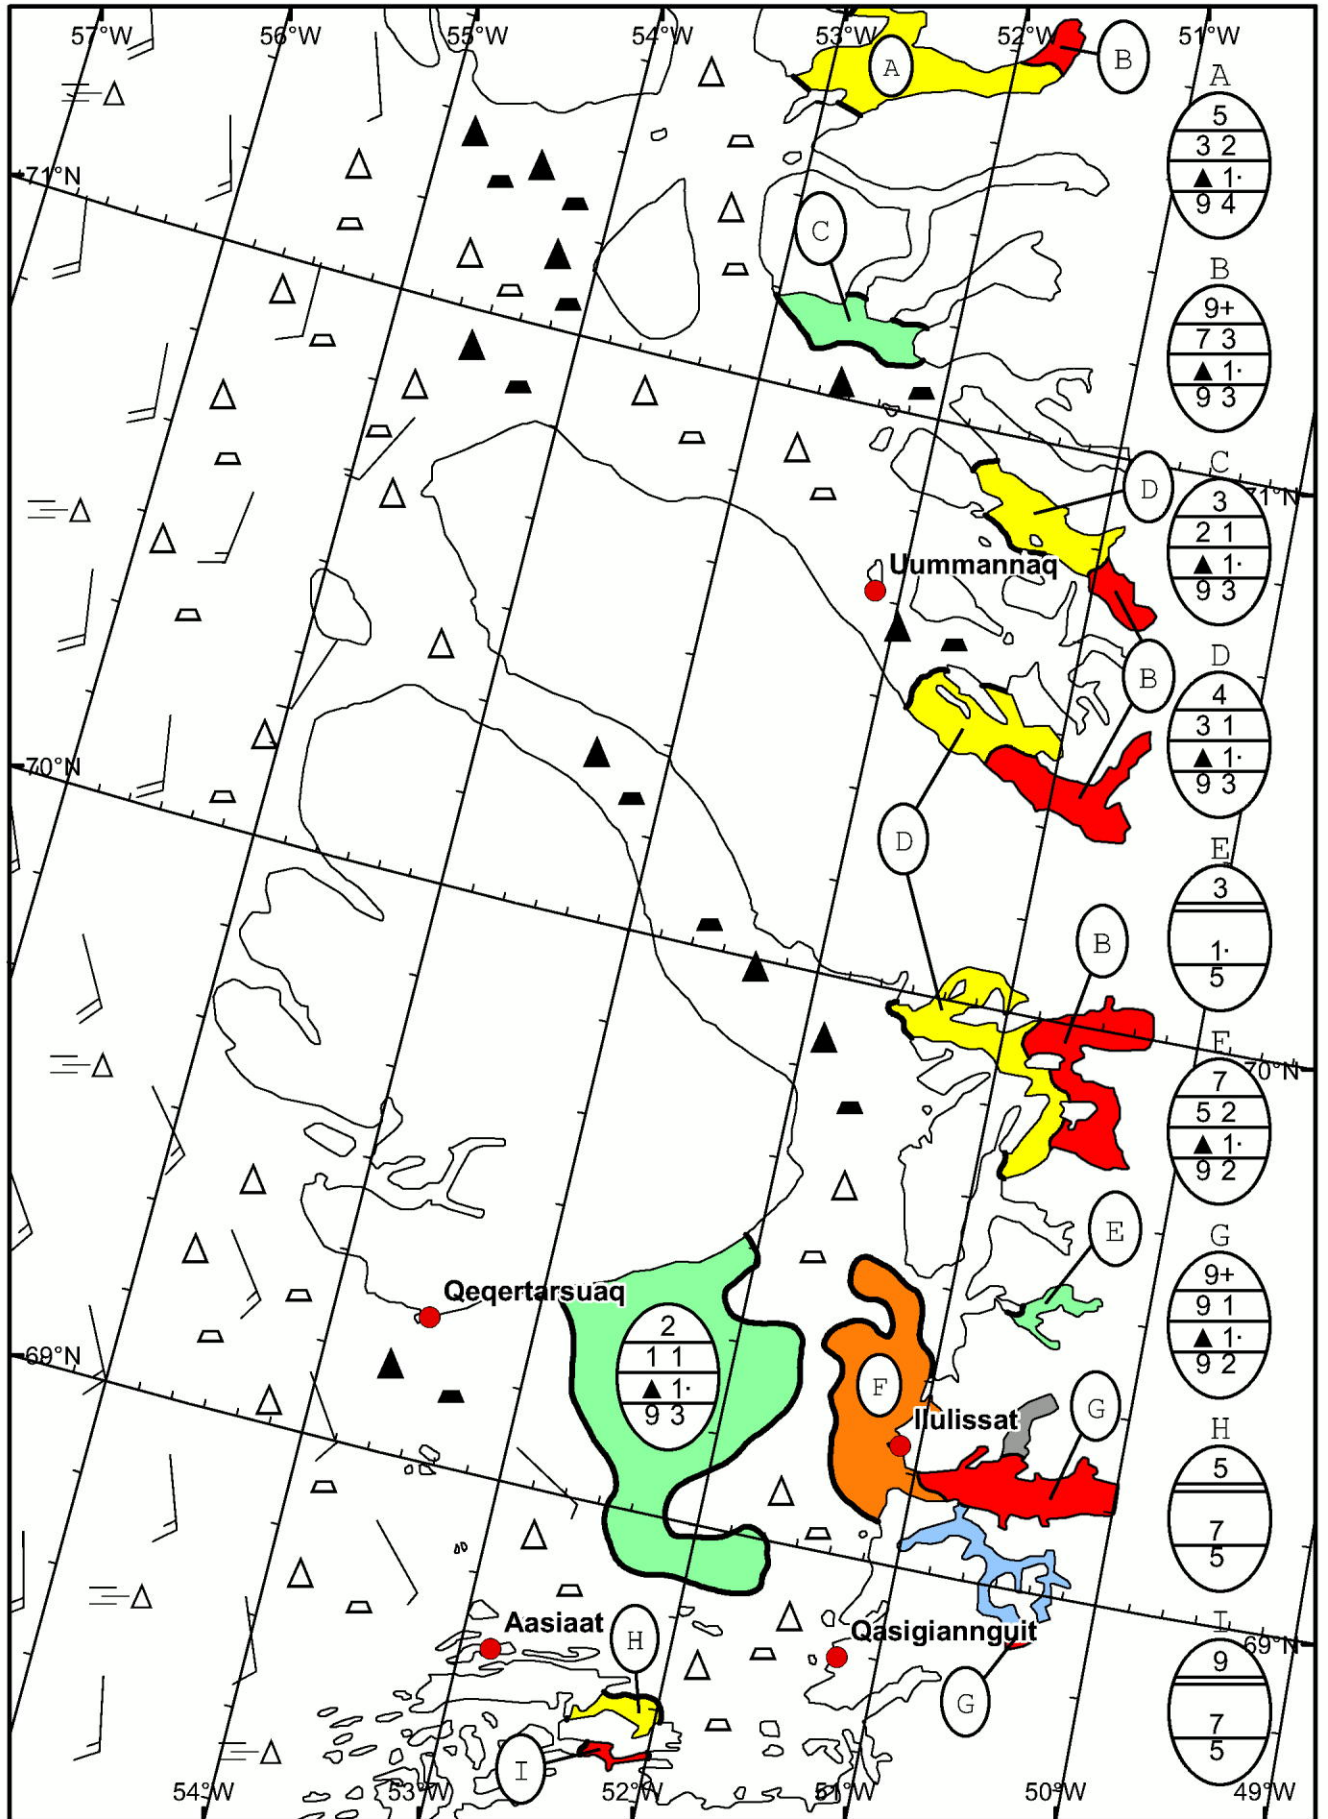 57°W 56°W 55°W 54°W 53°W 52°W 51°W
A
B
A
5
3 2
▲ 1·
9 4
71°N
C
B
9+
7 3
▲ 1·
9 3
C
3
2 1
▲ 1·
9 3
D
71°N
Uummannaq
B
D
4
3 1
▲ 1·
9 3
70°N
D
E
3
1·
5
B
F
7
5 2
▲ 1·
9 2
70°N
E
G
9+
9 1
▲ 1·
9 2
Qeqertarsuaq
2
1 1
▲ 1·
9 3
69°N
F
G
Ilulissat
H
5
7
5
Aasiaat
H
Qasigiannguit
69°N
I
9
7
5
G
I
54°W 53°W 52°W 51°W 50°W 49°W